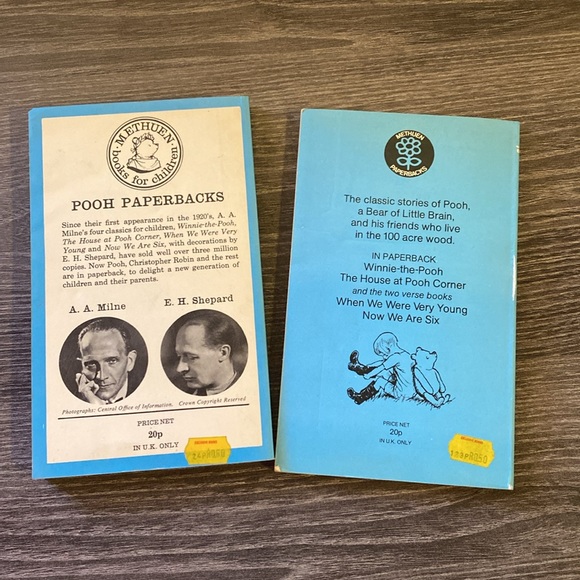 METHUEN
books for children
POOH PAPERBACKS
Since their first appearance in the 1920's, A. A.
Milne's four classics for children, Winnie-the-Pooh,
The House at Pooh Corner, When We Were Very
Young and Now We Are Six, with decorations by
E. H. Shepard, have sold well over three million
copies. Now Pooh, Christopher Robin and the rest
are in paperback, to delight a new generation of
children and their parents.
A. A. Milne
E. H. Shepard
Photographs: Central Office of Information. Crown Copyright Reserved
PRICE NET
20p
IN U.K. ONLY
METHUEN
PAPERBACKS
The classic stories of Pooh,
a Bear of Little Brain,
and his friends who live
in the 100 acre wood.
IN PAPERBACK
Winnie-the-Pooh
The House at Pooh Corner
and the two verse books
When We Were Very Young
Now We Are Six
PRICE NET
20p
IN U.K. ONLY